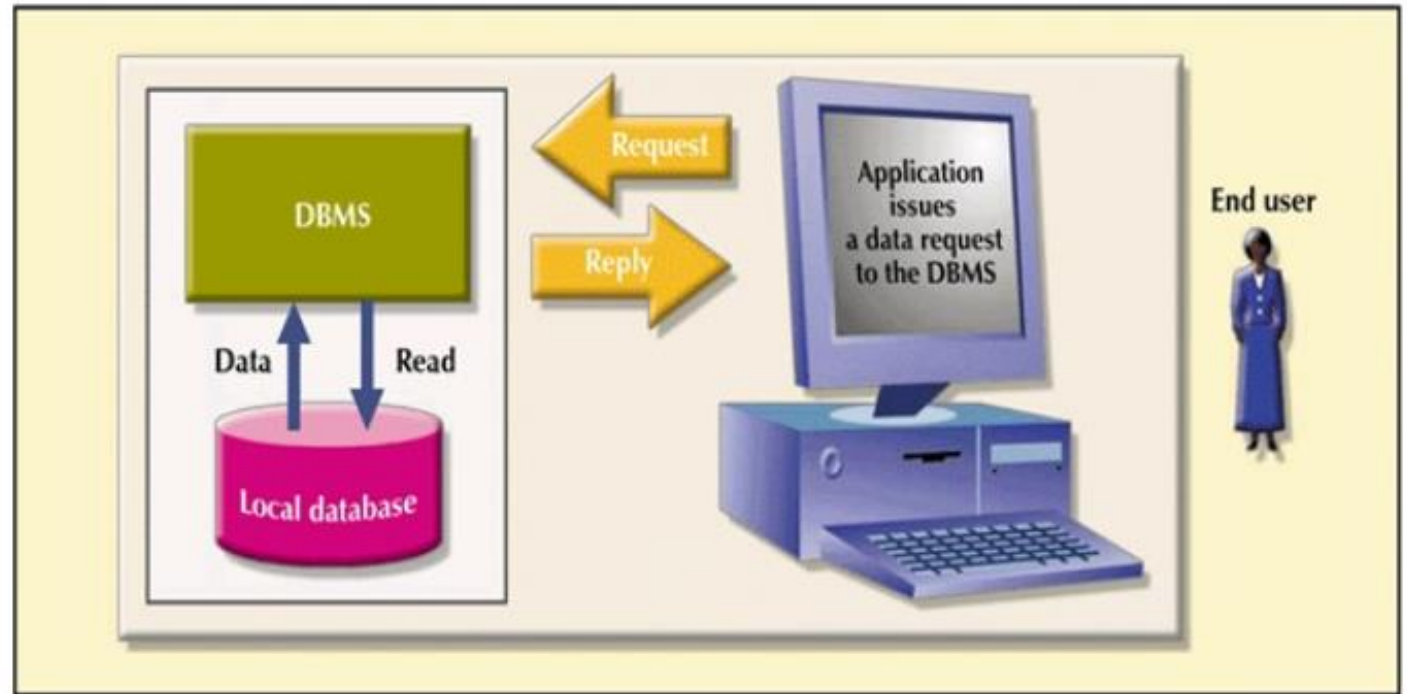 DBMS
Data
Read
Local database
Request
Reply
Application
issues
a data request
to the DBMS
End user